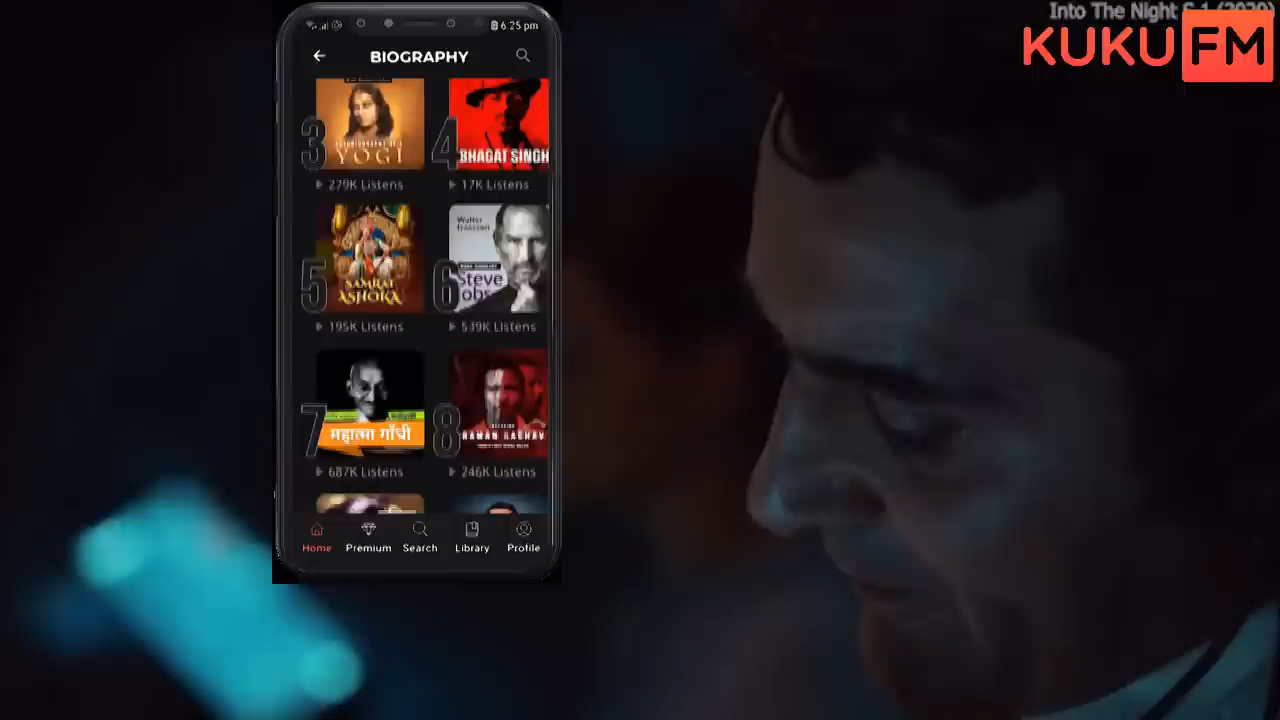 Into The Night S 1 (2020)
KUKU FM
6.25 pm
BIOGRAPHY
3
YOGI
279K Listens
4
BHAGAT SINGH
17K Listens
5
SAMRAT
ASHOKA
195K Listens
Walter
Isaacson
6
Steve
Jobs
539K Listens
7
महात्मा गाँधी
687K Listens
8
RAMAN RAGHAV
246K Listens
Home
Premium
Search
Library
Profile